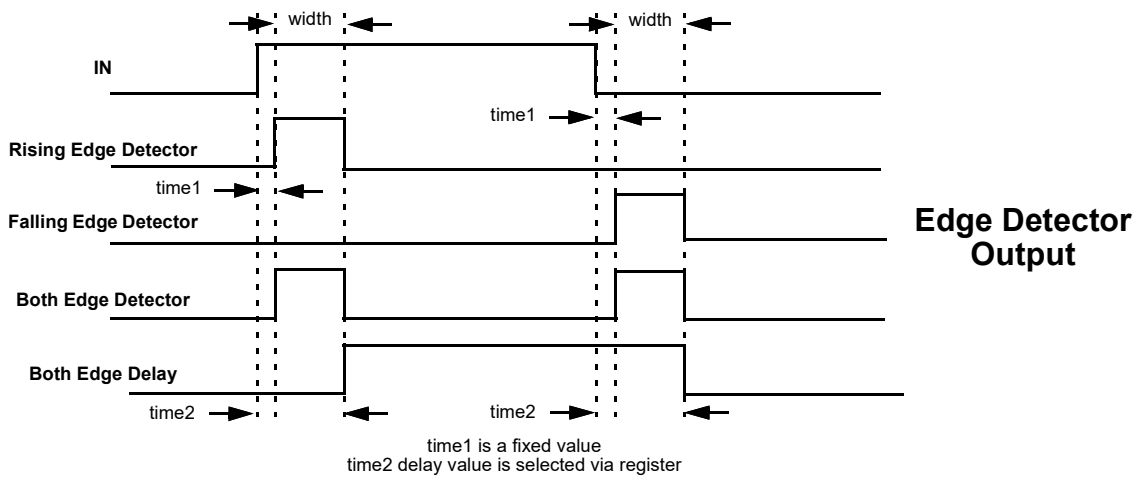 width
width
IN
time1
Rising Edge Detector
time1
Falling Edge Detector
Edge Detector
Output
Both Edge Detector
Both Edge Delay
time2
time2
time1 is a fixed value
time2 delay value is selected via register